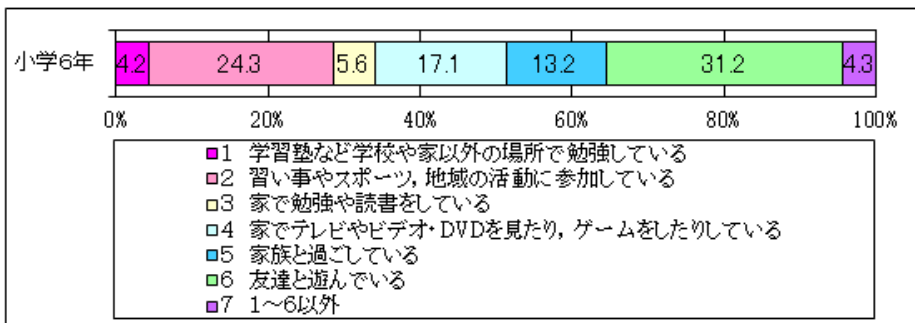 小学6年
4.2 24.3 5.6 17.1 13.2 31.2 4.3
0% 20% 40% 60% 80% 100%
1 学習塾など学校や家以外の場所で勉強している
2 習い事やスポーツ,地域の活動に参加している
3 家で勉強や読書をしている
4 家でテレビやビデオ・DVDを見たり,ゲームをしたりしている
5 家族と過ごしている
6 友達と遊んでいる
7 1~6以外